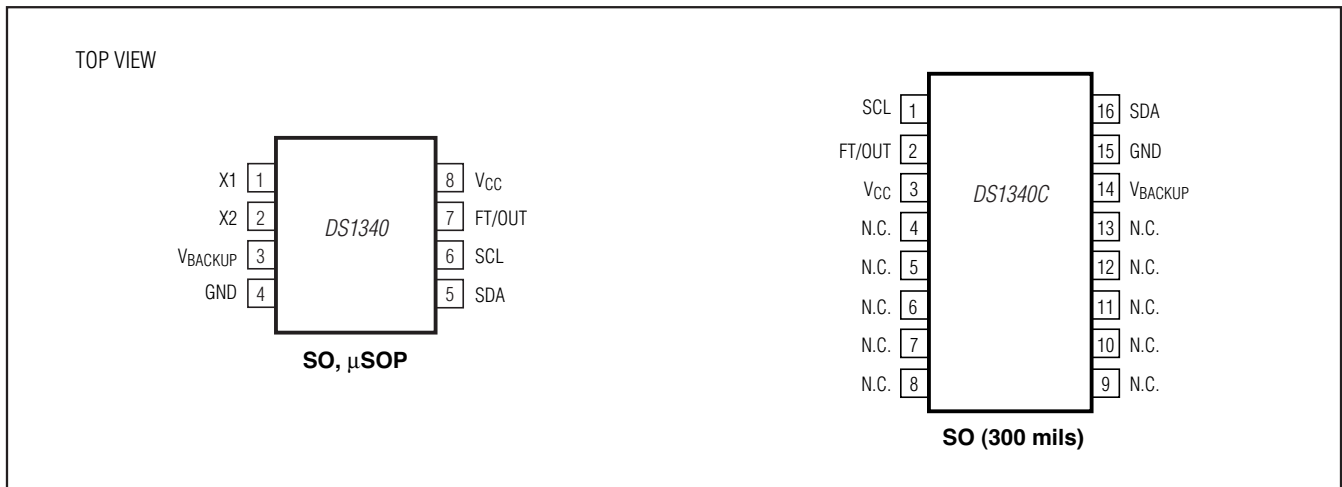 TOP VIEW
X1 1
X2 2
VBACKUP 3
GND 4
DS1340
8 VCC
7 FT/OUT
6 SCL
5 SDA
SO, μSOP
SCL 1
FT/OUT 2
VCC 3
N.C. 4
N.C. 5
N.C. 6
N.C. 7
N.C. 8
DS1340C
16 SDA
15 GND
14 VBACKUP
13 N.C.
12 N.C.
11 N.C.
10 N.C.
9 N.C.
SO (300 mils)